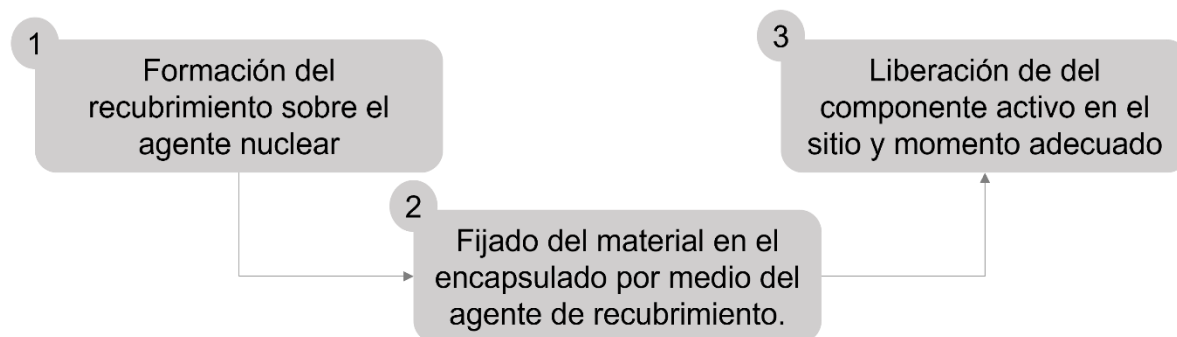 1
Formación del
recubrimiento sobre el
agente nuclear
2
Fijado del material en el
encapsulado por medio del
agente de recubrimiento.
3
Liberación de del
componente activo en el
sitio y momento adecuado